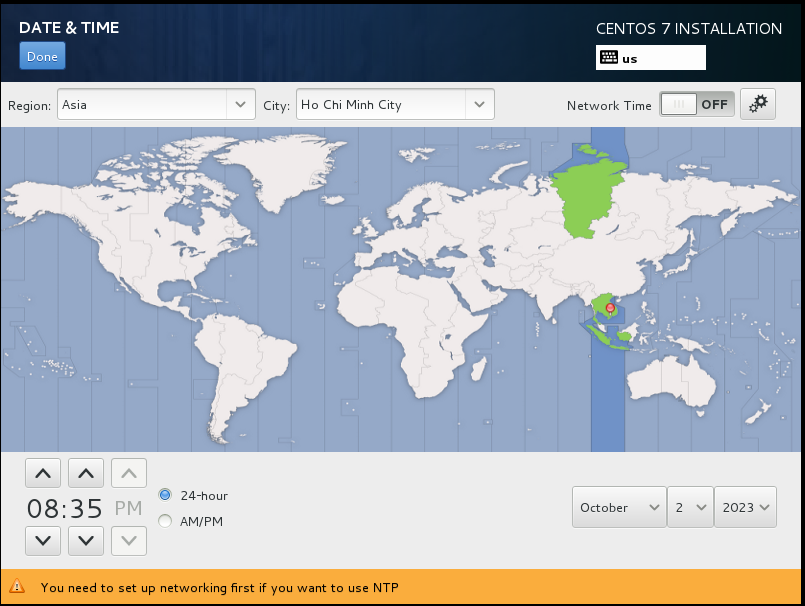 DATE & TIME
CENTOS 7 INSTALLATION
Done
us
Region: Asia City: Ho Chi Minh City Network Time OFF
08:35 PM
24-hour
AM/PM
October 2 2023
You need to set up networking first if you want to use NTP